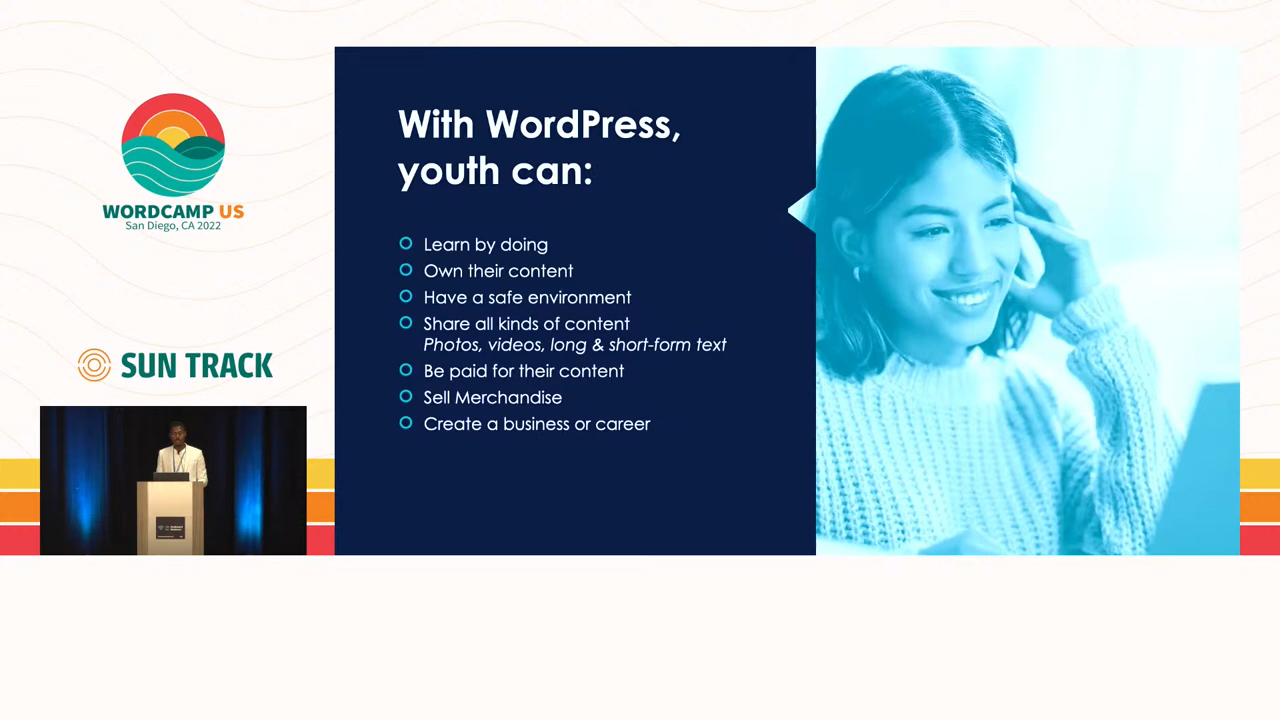 WORDCAMP US
San Diego, CA 2022
SUN TRACK
With WordPress,
youth can:
Learn by doing
Own their content
Have a safe environment
Share all kinds of content
Photos, videos, long & short-form text
Be paid for their content
Sell Merchandise
Create a business or career